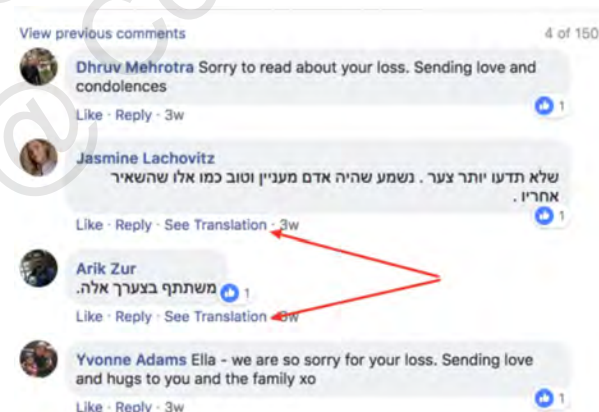 View previous comments 4 of 150
Dhruv Mehrotra Sorry to read about your loss. Sending love and
condolences
1
Like · Reply · 3w
Jasmine Lachovitz
שלא תדעו יותר צער . נשמע שהיה אדם מעניין וטוב כמו אלו שהשאיר
אחריו .
1
Like · Reply · See Translation · 3w
Arik Zur
משתתף בצערך אלה.
1
Like · Reply · See Translation · 3w
Yvonne Adams Ella - we are so sorry for your loss. Sending love
and hugs to you and the family xo
1
Like · Reply · 3w